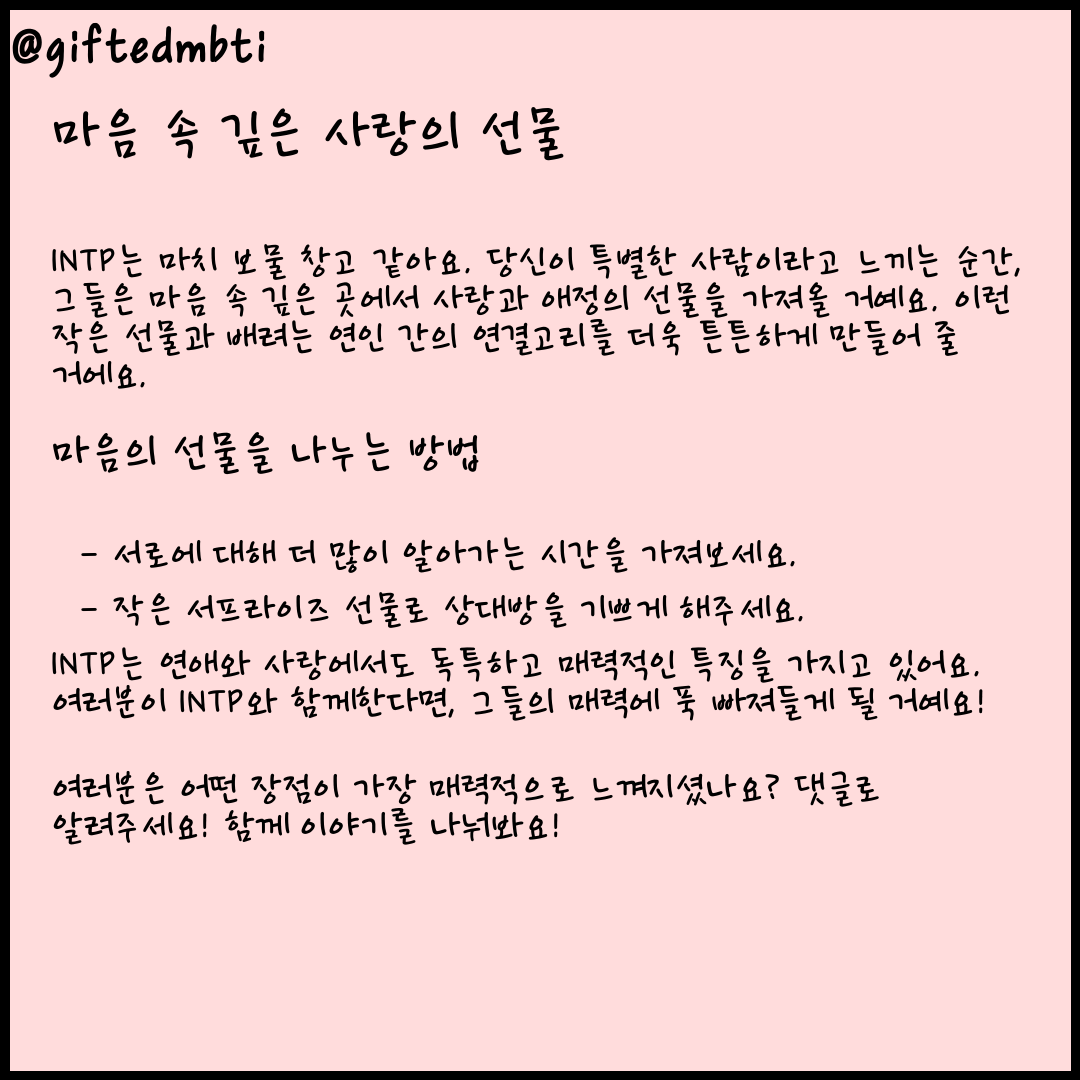 @giftedmbti
마음 속 깊은 사랑의 선물
INTP는 마치 보물 창고 같아요. 당신이 특별한 사람이라고 느끼는 순간,
그들은 마음 속 깊은 곳에서 사랑과 애정의 선물을 가져올 거예요. 이런
작은 선물과 배려는 연인 간의 연결고리를 더욱 튼튼하게 만들어 줄
거에요.
마음의 선물을 나누는 방법
- 서로에 대해 더 많이 알아가는 시간을 가져보세요.
- 작은 서프라이즈 선물로 상대방을 기쁘게 해주세요.
INTP는 연애와 사랑에서도 독특하고 매력적인 특징을 가지고 있어요.
여러분이 INTP와 함께한다면, 그들의 매력에 푹 빠져들게 될 거예요!
여러분은 어떤 장점이 가장 매력적으로 느껴지셨나요? 댓글로
알려주세요! 함께 이야기를 나눠봐요!